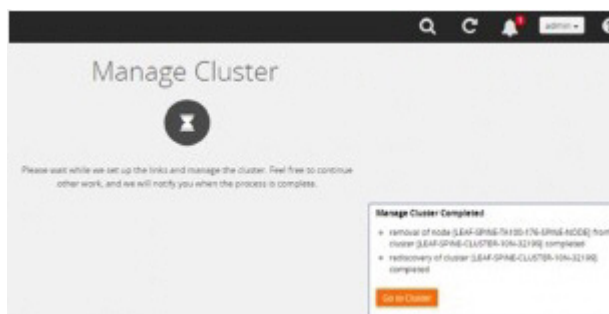 admin
Manage Cluster
Please wait while we set up the links and manage the cluster. Feel free to continue
other work, and we will notify you when the process is complete.
Manage Cluster Completed
removal of node [LEAF-SPINE-TA100-176-SPINE-NODE] from
cluster [LEAF-SPINE-CLUSTER-10N-32199] completed
rediscovery of cluster [LEAF-SPINE-CLUSTER-10N-32199]
completed
Go to Cluster